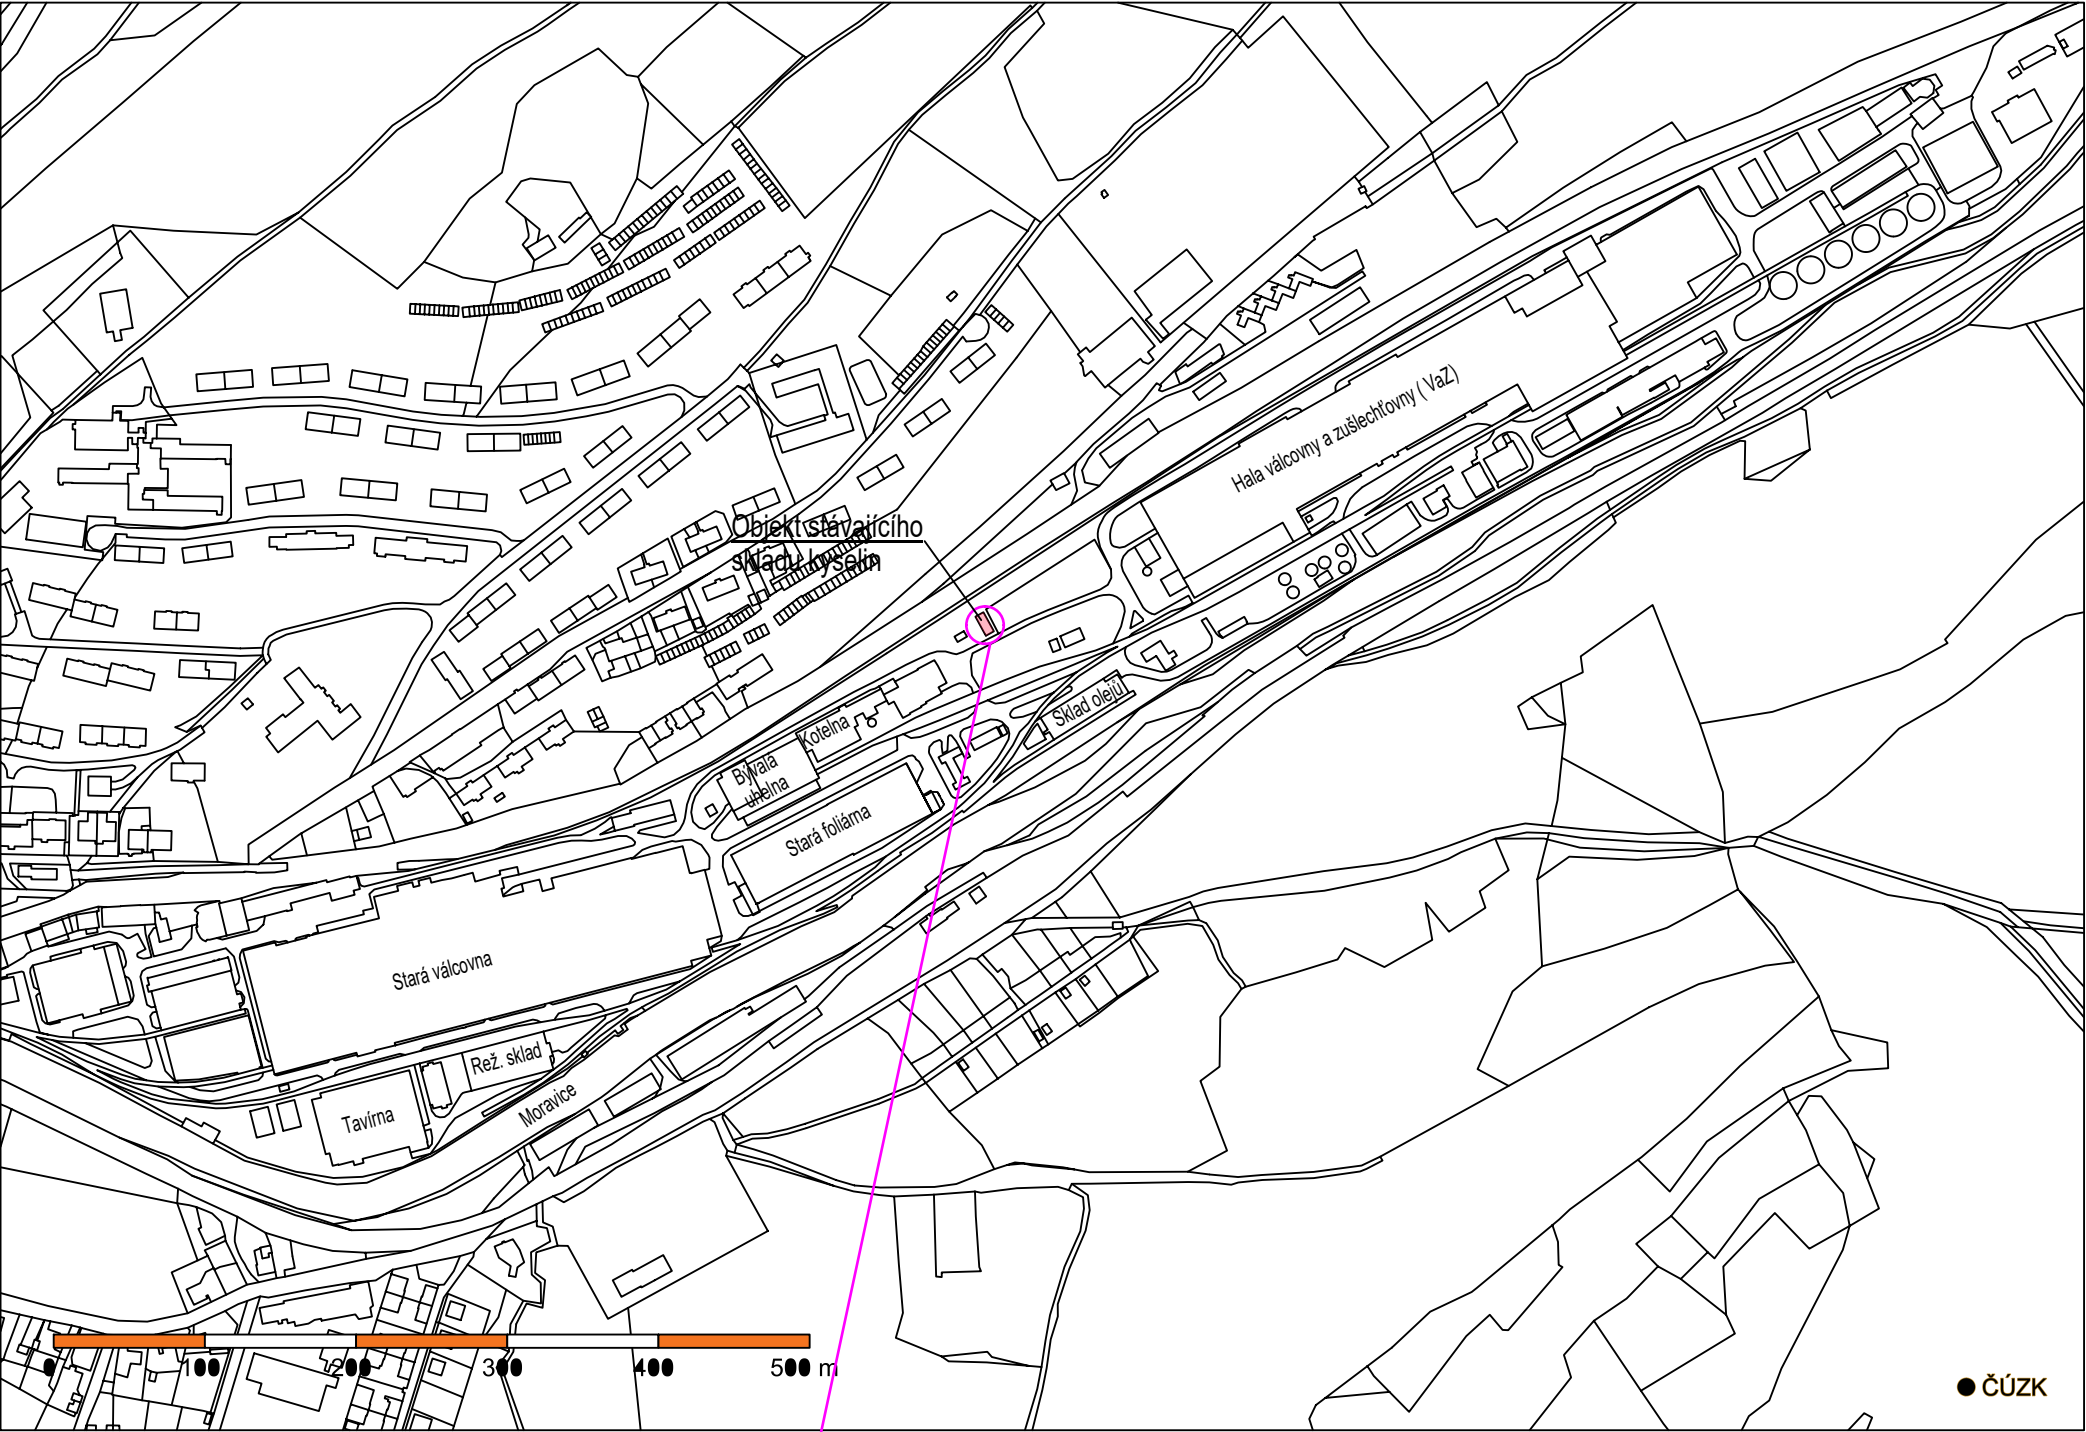 Hala válcovny a zušlechťovny ( VaZ)
Objekt stávajícího
skladu kyselin
Sklad olejů
Kotelna
Bývalá
uhelna
Stará foliárna
Stará válcovna
Rež. sklad
Moravice
Tavírna
0 100 200 300 400 500 m
ČÚZK